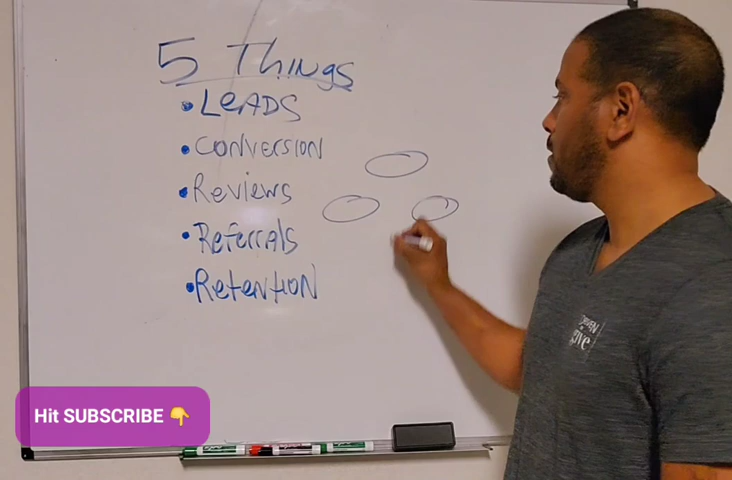 5 Things
• LeADS
• CONVERSION
• Reviews
• Referrals
• Retention
Hit SUBSCRIBE 👇